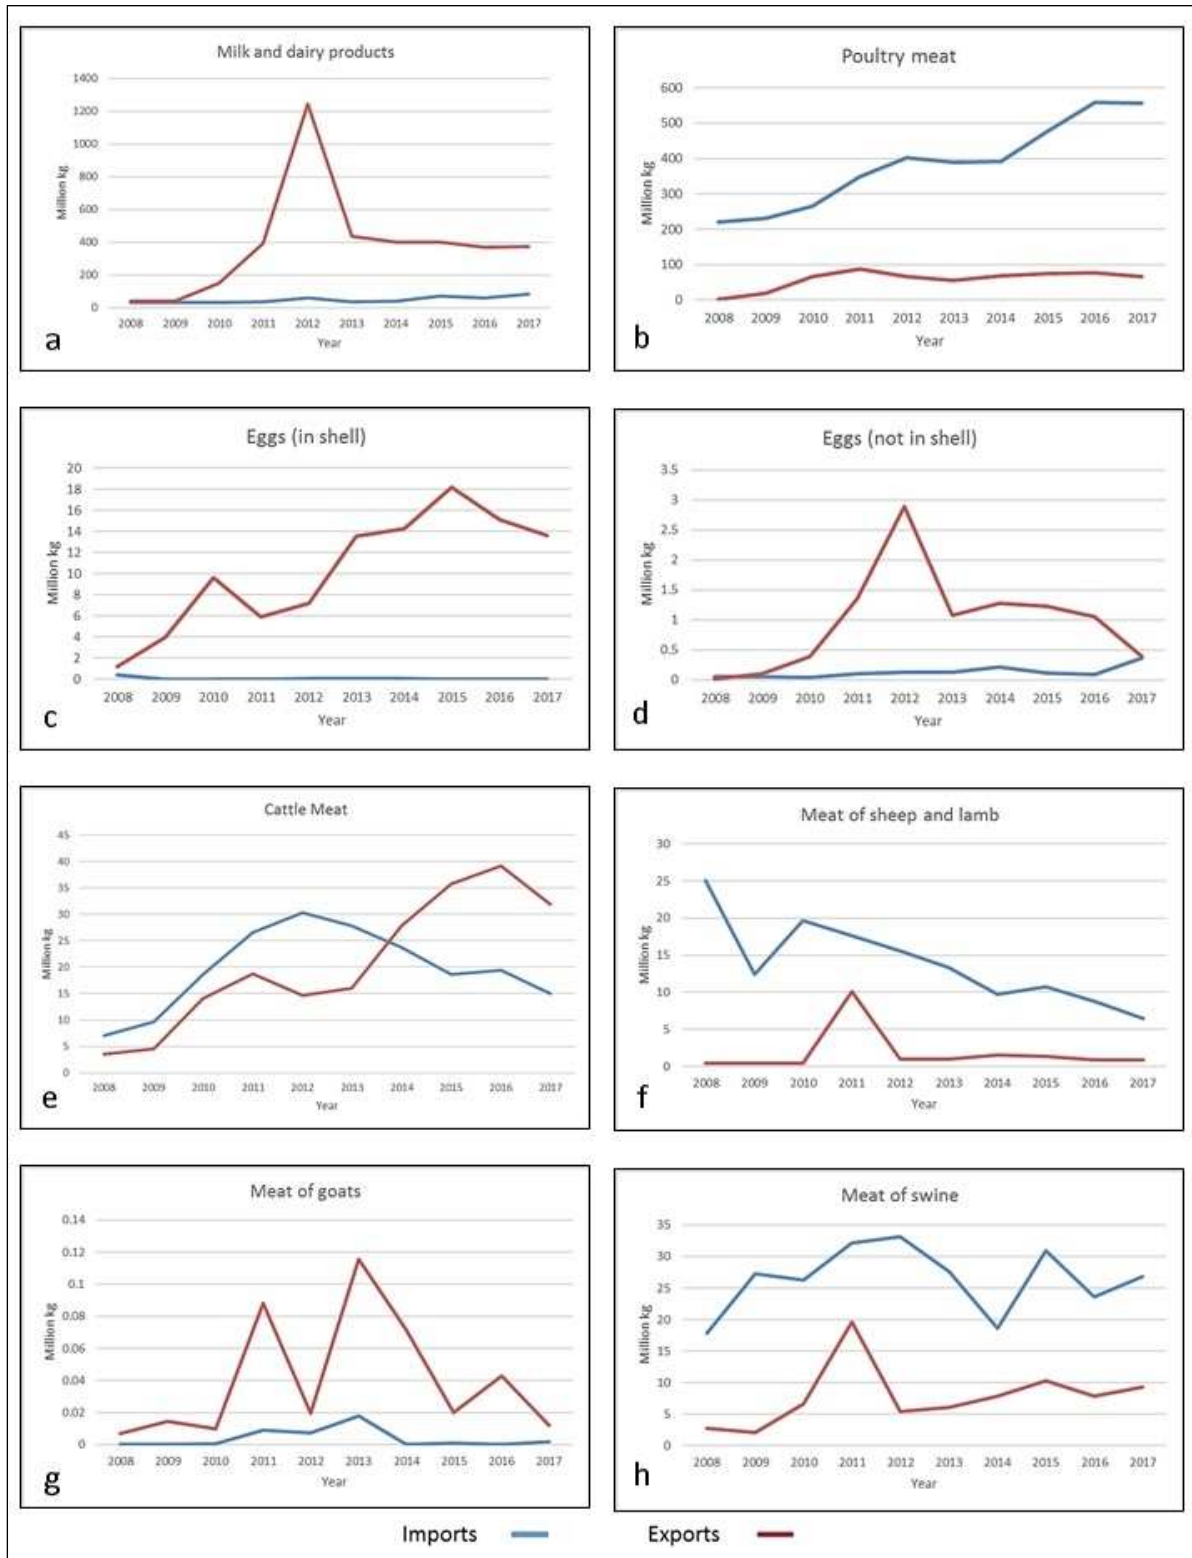 Milk and dairy products
1400
1200
1000
800
600
400
200
0
Million kg
2008 2009 2010 2011 2012 2013 2014 2015 2016 2017
Year
a
Poultry meat
600
500
400
300
200
100
0
Million kg
2008 2009 2010 2011 2012 2013 2014 2015 2016 2017
Year
b
Eggs (in shell)
20
18
16
14
12
10
8
6
4
2
0
Million kg
2008 2009 2010 2011 2012 2013 2014 2015 2016 2017
Year
c
Eggs (not in shell)
3.5
3
2.5
2
1.5
1
0.5
0
Million kg
2008 2009 2010 2011 2012 2013 2014 2015 2016 2017
Year
d
Cattle Meat
45
40
35
30
25
20
15
10
5
0
Million kg
2008 2009 2010 2011 2012 2013 2014 2015 2016 2017
Year
e
Meat of sheep and lamb
30
25
20
15
10
5
0
Million kg
2008 2009 2010 2011 2012 2013 2014 2015 2016 2017
Year
f
Meat of goats
0.14
0.12
0.1
0.08
0.06
0.04
0.02
0
Million kg
2008 2009 2010 2011 2012 2013 2014 2015 2016 2017
Year
g
Meat of swine
35
30
25
20
15
10
5
0
Million kg
2008 2009 2010 2011 2012 2013 2014 2015 2016 2017
Year
h
Imports Exports